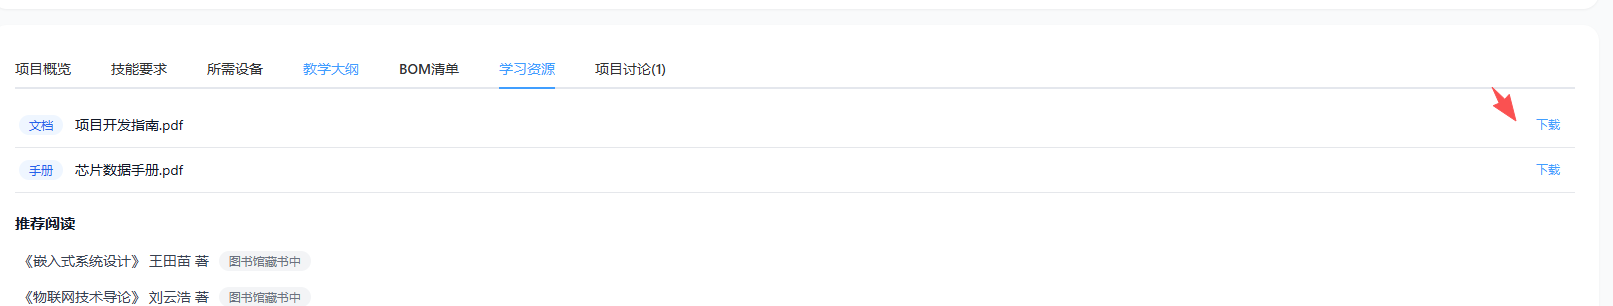 项目概览 技能要求 所需设备 教学大纲 BOM清单 学习资源 项目讨论(1)
文档 项目开发指南.pdf 下载
手册 芯片数据手册.pdf 下载
推荐阅读
《嵌入式系统设计》 王田苗 著 图书馆藏书中
《物联网技术导论》 刘云浩 著 图书馆藏书中